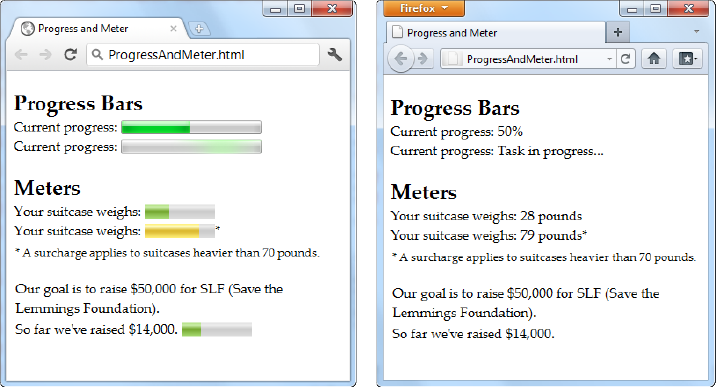 Progress and Meter
ProgressAndMeter.html
Progress Bars
Current progress:
Current progress:
Meters
Your suitcase weighs:
Your suitcase weighs: *
* A surcharge applies to suitcases heavier than 70 pounds.
Our goal is to raise $50,000 for SLF (Save the
Lemmings Foundation).
So far we've raised $14,000.
Firefox
Progress and Meter
ProgressAndMeter.html
Progress Bars
Current progress: 50%
Current progress: Task in progress...
Meters
Your suitcase weighs: 28 pounds
Your suitcase weighs: 79 pounds*
* A surcharge applies to suitcases heavier than 70 pounds.
Our goal is to raise $50,000 for SLF (Save the
Lemmings Foundation).
So far we've raised $14,000.